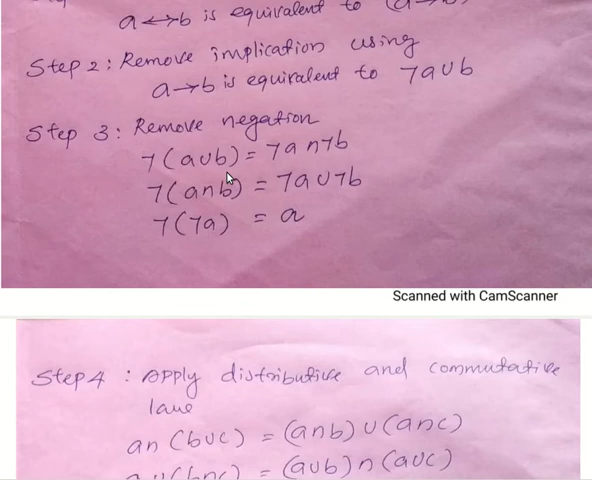 a↔b is equivalent to (a→
Step 2: Remove implication using
a→b is equivalent to ¬a∪b
Step 3: Remove negation
¬(a∪b) = ¬a ∩ ¬b
¬(a∩b) = ¬a ∪ ¬b
¬(¬a) = a
Scanned with CamScanner
Step 4 : Apply distributive and commutative
laws
a∩(b∪c) = (a∩b) ∪ (a∩c)
a∪(b∩c) = (a∪b) ∩ (a∪c)